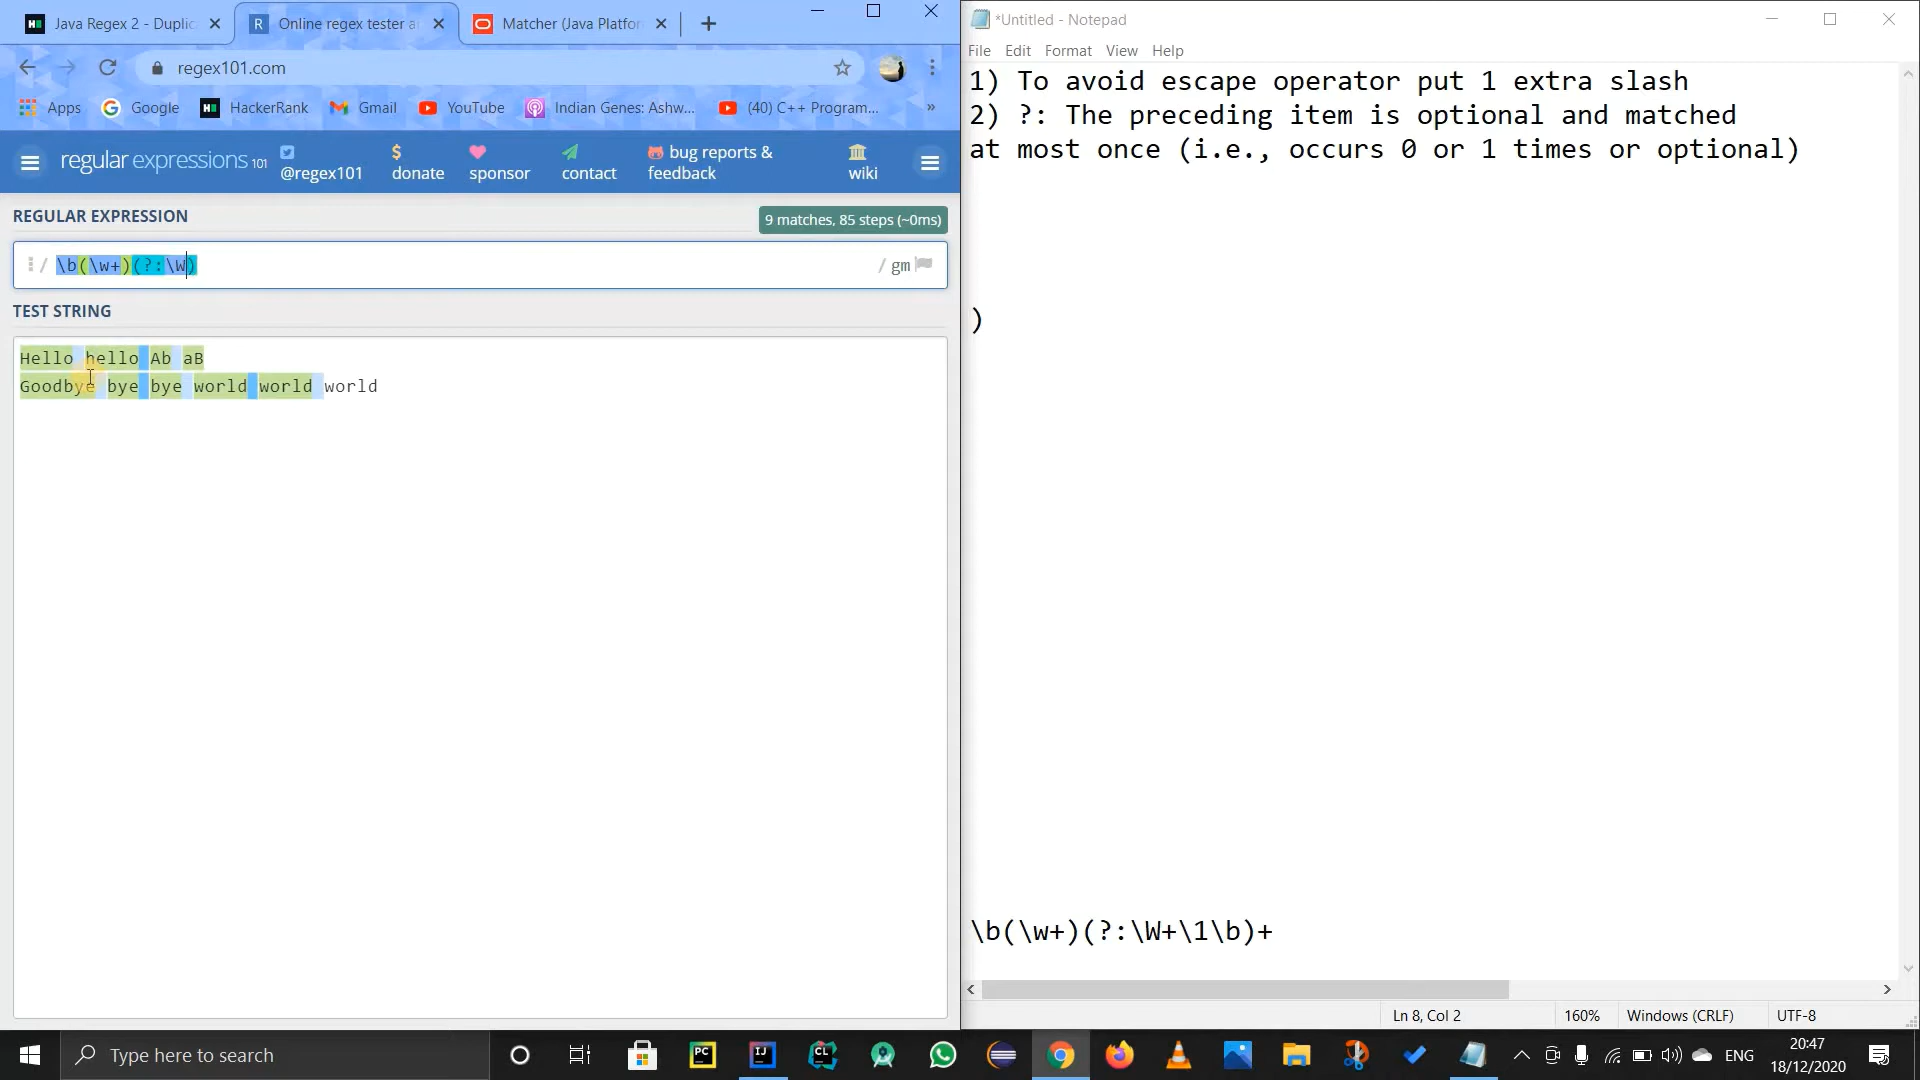 Java Regex 2 - Duplic
Online regex tester a
Matcher (Java Platfor
regex101.com
Apps
Google
HackerRank
Gmail
YouTube
Indian Genes: Ashw...
(40) C++ Program...
»
regular expressions 101
@regex101
$ donate
sponsor
contact
bug reports & feedback
wiki
REGULAR EXPRESSION
9 matches, 85 steps (~0ms)
/ \b(\w+)(?:\W)
/ gm
TEST STRING
Hello hello Ab aB
Goodbye bye bye world world world
*Untitled - Notepad
File Edit Format View Help
1) To avoid escape operator put 1 extra slash
2) ?: The preceding item is optional and matched
at most once (i.e., occurs 0 or 1 times or optional)
)
\b(\w+)(?:\W+\1\b)+
Ln 8, Col 2
160%
Windows (CRLF)
UTF-8
Type here to search
ENG
20:47
18/12/2020